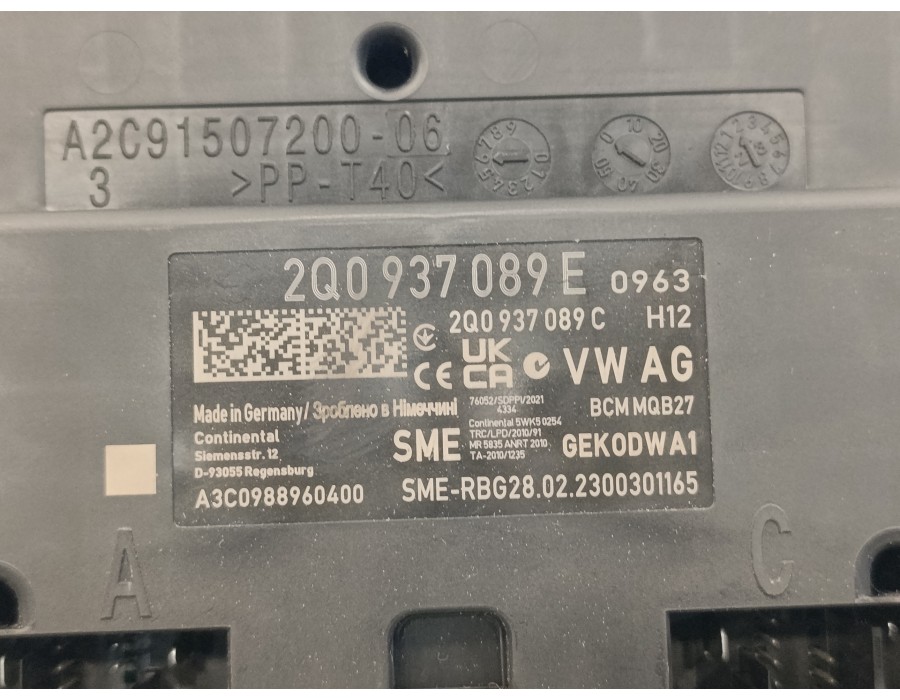 A2C91507200-06
3 >PP-T40<
2Q0 937 089 E 0963
2Q0 937 089 C H12
CE UK CA VW AG
76052/SDPPI/2021
4334
BCM MQB27
Made in Germany/ Зроблено в Німеччині
Continental
Siemensstr. 12
D-93055 Regensburg
SME
Continental 5WK5 0254
TRC/LPD/2010/91
MR 5835 ANRT 2010
TA-2010/1235
GEKODWA1
A3C0988960400 SME-RBG28.02.2300301165
A C